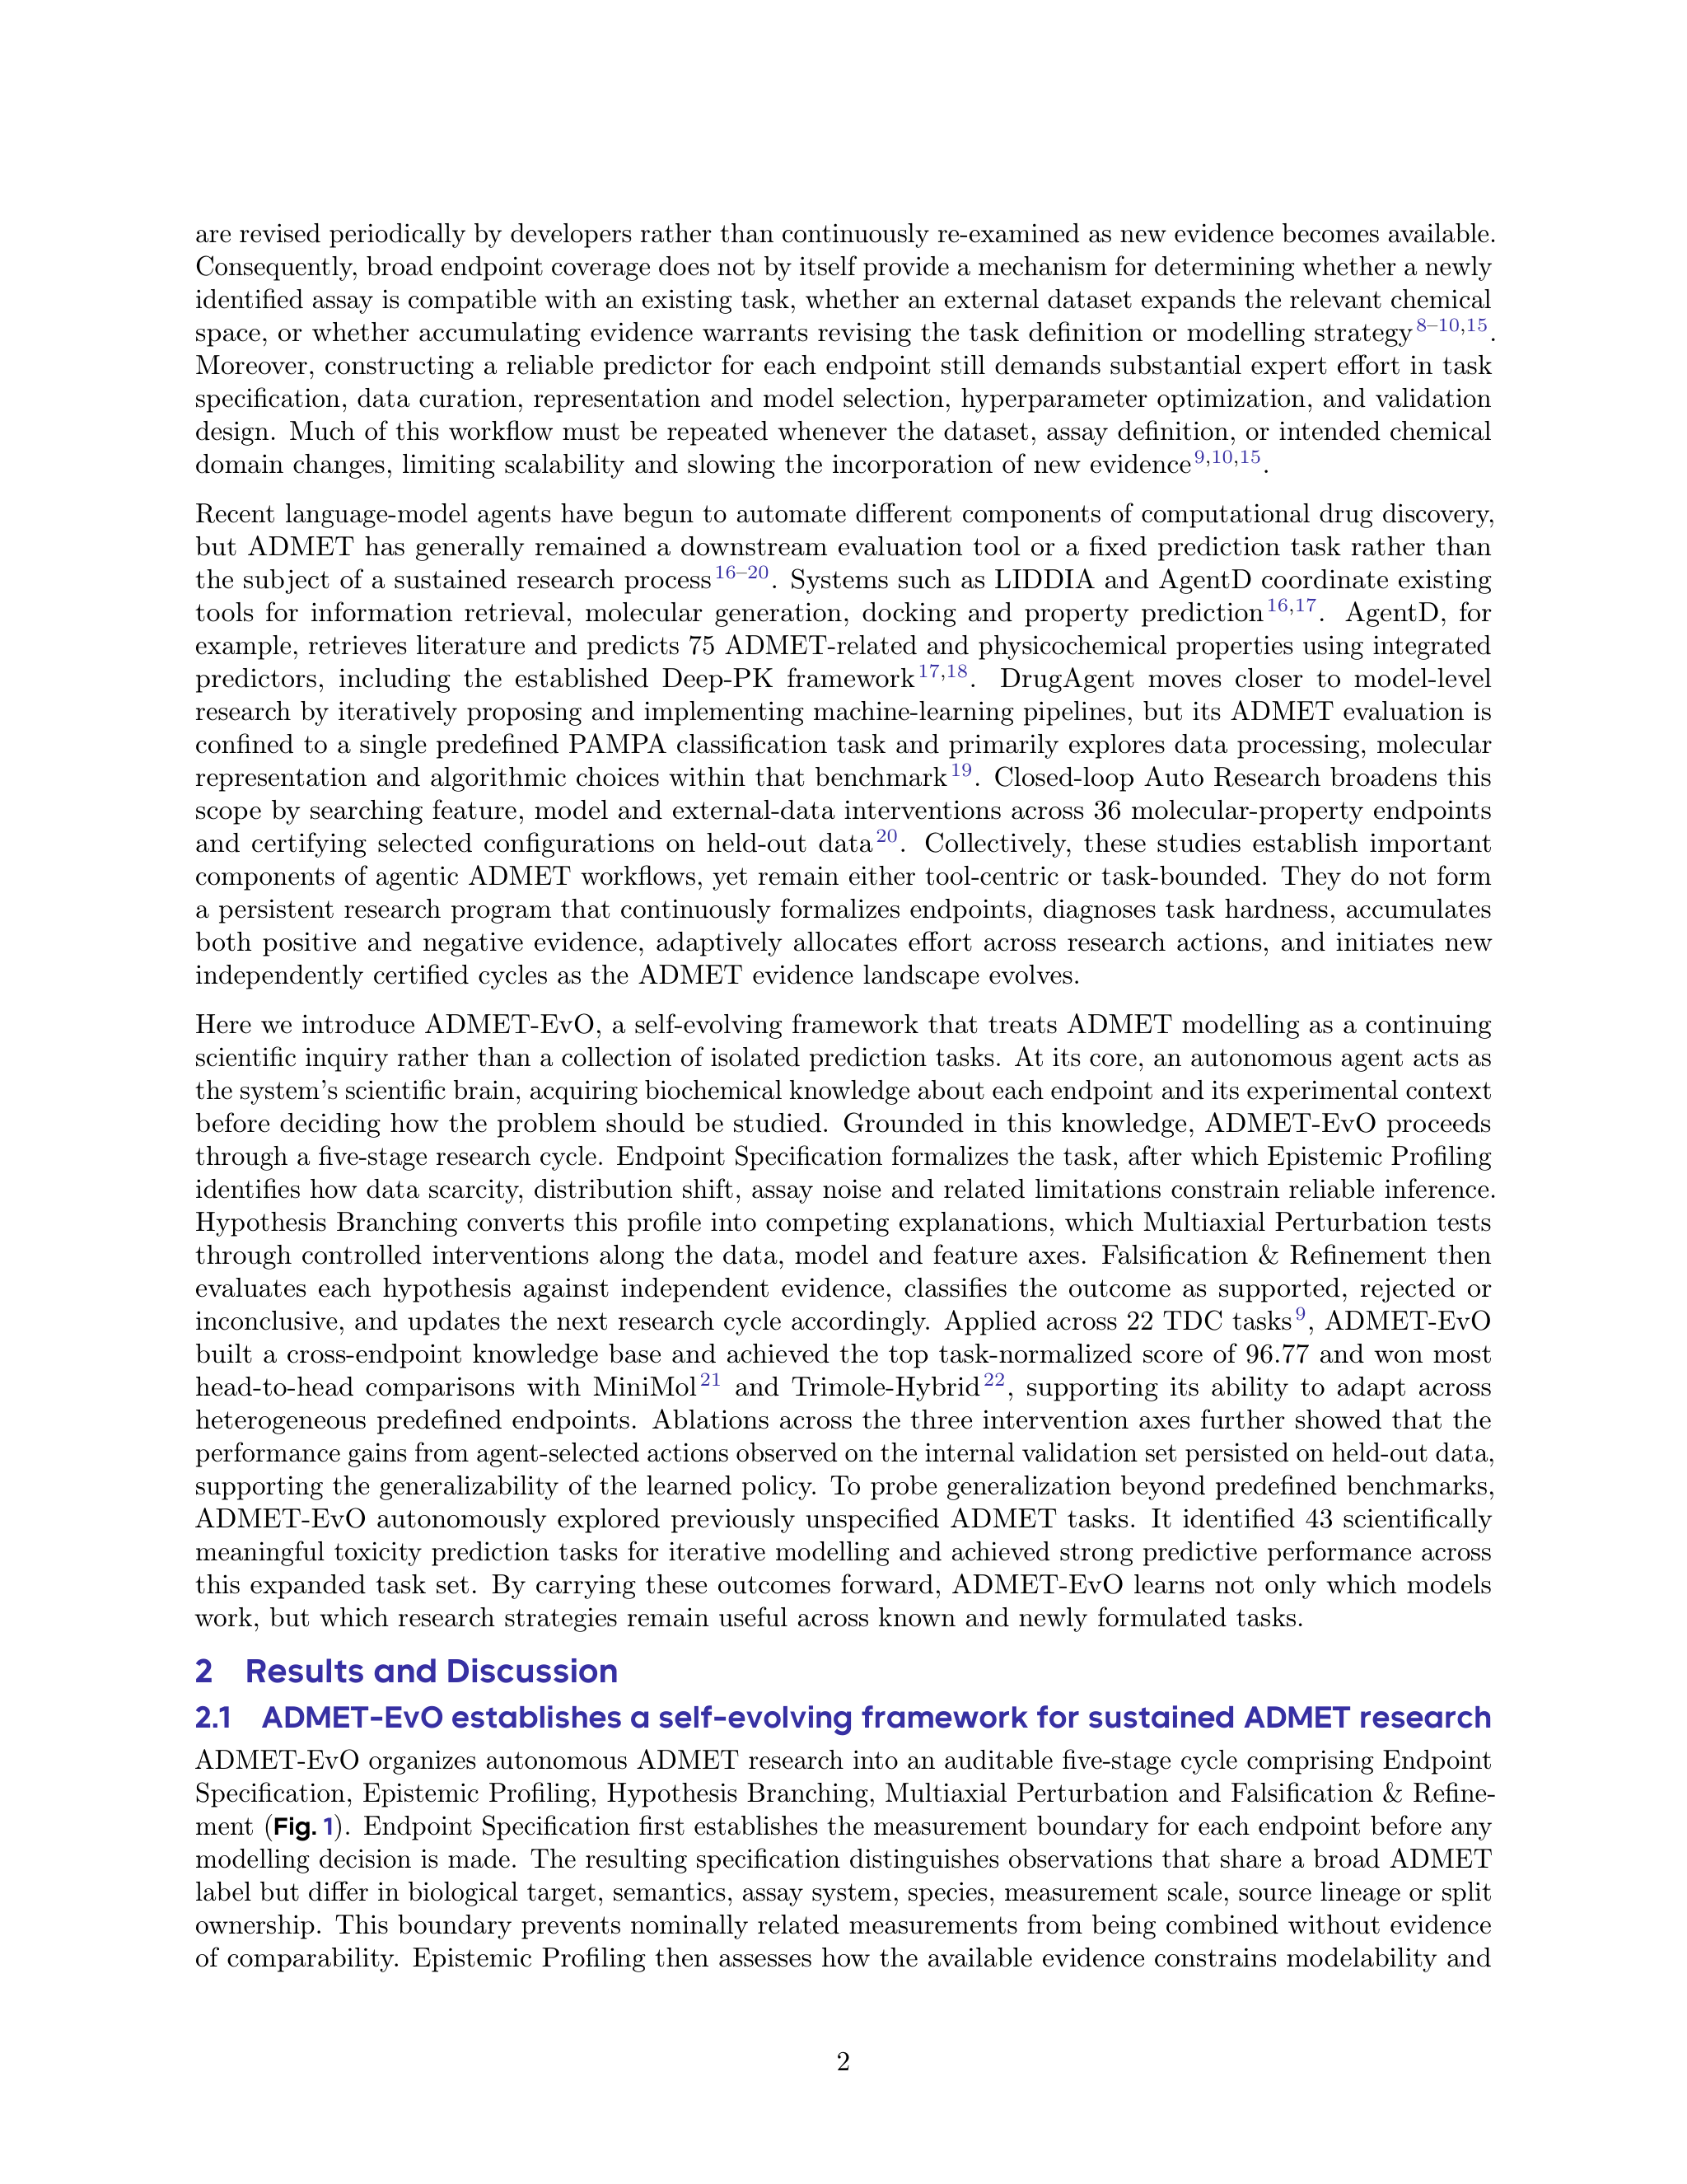 are revised periodically by developers rather than continuously re-examined as new evidence becomes available.
Consequently, broad endpoint coverage does not by itself provide a mechanism for determining whether a newly
identified assay is compatible with an existing task, whether an external dataset expands the relevant chemical
space, or whether accumulating evidence warrants revising the task definition or modelling strategy8–10,15.
Moreover, constructing a reliable predictor for each endpoint still demands substantial expert effort in task
specification, data curation, representation and model selection, hyperparameter optimization, and validation
design. Much of this workflow must be repeated whenever the dataset, assay definition, or intended chemical
domain changes, limiting scalability and slowing the incorporation of new evidence9,10,15.
Recent language-model agents have begun to automate different components of computational drug discovery,
but ADMET has generally remained a downstream evaluation tool or a fixed prediction task rather than
the subject of a sustained research process16–20. Systems such as LIDDIA and AgentD coordinate existing
tools for information retrieval, molecular generation, docking and property prediction16,17. AgentD, for
example, retrieves literature and predicts 75 ADMET-related and physicochemical properties using integrated
predictors, including the established Deep-PK framework17,18. DrugAgent moves closer to model-level
research by iteratively proposing and implementing machine-learning pipelines, but its ADMET evaluation is
confined to a single predefined PAMPA classification task and primarily explores data processing, molecular
representation and algorithmic choices within that benchmark19. Closed-loop Auto Research broadens this
scope by searching feature, model and external-data interventions across 36 molecular-property endpoints
and certifying selected configurations on held-out data20. Collectively, these studies establish important
components of agentic ADMET workflows, yet remain either tool-centric or task-bounded. They do not form
a persistent research program that continuously formalizes endpoints, diagnoses task hardness, accumulates
both positive and negative evidence, adaptively allocates effort across research actions, and initiates new
independently certified cycles as the ADMET evidence landscape evolves.
Here we introduce ADMET-EvO, a self-evolving framework that treats ADMET modelling as a continuing
scientific inquiry rather than a collection of isolated prediction tasks. At its core, an autonomous agent acts as
the system's scientific brain, acquiring biochemical knowledge about each endpoint and its experimental context
before deciding how the problem should be studied. Grounded in this knowledge, ADMET-EvO proceeds
through a five-stage research cycle. Endpoint Specification formalizes the task, after which Epistemic Profiling
identifies how data scarcity, distribution shift, assay noise and related limitations constrain reliable inference.
Hypothesis Branching converts this profile into competing explanations, which Multiaxial Perturbation tests
through controlled interventions along the data, model and feature axes. Falsification & Refinement then
evaluates each hypothesis against independent evidence, classifies the outcome as supported, rejected or
inconclusive, and updates the next research cycle accordingly. Applied across 22 TDC tasks9, ADMET-EvO
built a cross-endpoint knowledge base and achieved the top task-normalized score of 96.77 and won most
head-to-head comparisons with MiniMol21 and Trimole-Hybrid22, supporting its ability to adapt across
heterogeneous predefined endpoints. Ablations across the three intervention axes further showed that the
performance gains from agent-selected actions observed on the internal validation set persisted on held-out data,
supporting the generalizability of the learned policy. To probe generalization beyond predefined benchmarks,
ADMET-EvO autonomously explored previously unspecified ADMET tasks. It identified 43 scientifically
meaningful toxicity prediction tasks for iterative modelling and achieved strong predictive performance across
this expanded task set. By carrying these outcomes forward, ADMET-EvO learns not only which models
work, but which research strategies remain useful across known and newly formulated tasks.
2 Results and Discussion
2.1 ADMET-EvO establishes a self-evolving framework for sustained ADMET research
ADMET-EvO organizes autonomous ADMET research into an auditable five-stage cycle comprising Endpoint
Specification, Epistemic Profiling, Hypothesis Branching, Multiaxial Perturbation and Falsification & Refine-
ment (Fig. 1). Endpoint Specification first establishes the measurement boundary for each endpoint before any
modelling decision is made. The resulting specification distinguishes observations that share a broad ADMET
label but differ in biological target, semantics, assay system, species, measurement scale, source lineage or split
ownership. This boundary prevents nominally related measurements from being combined without evidence
of comparability. Epistemic Profiling then assesses how the available evidence constrains modelability and
2